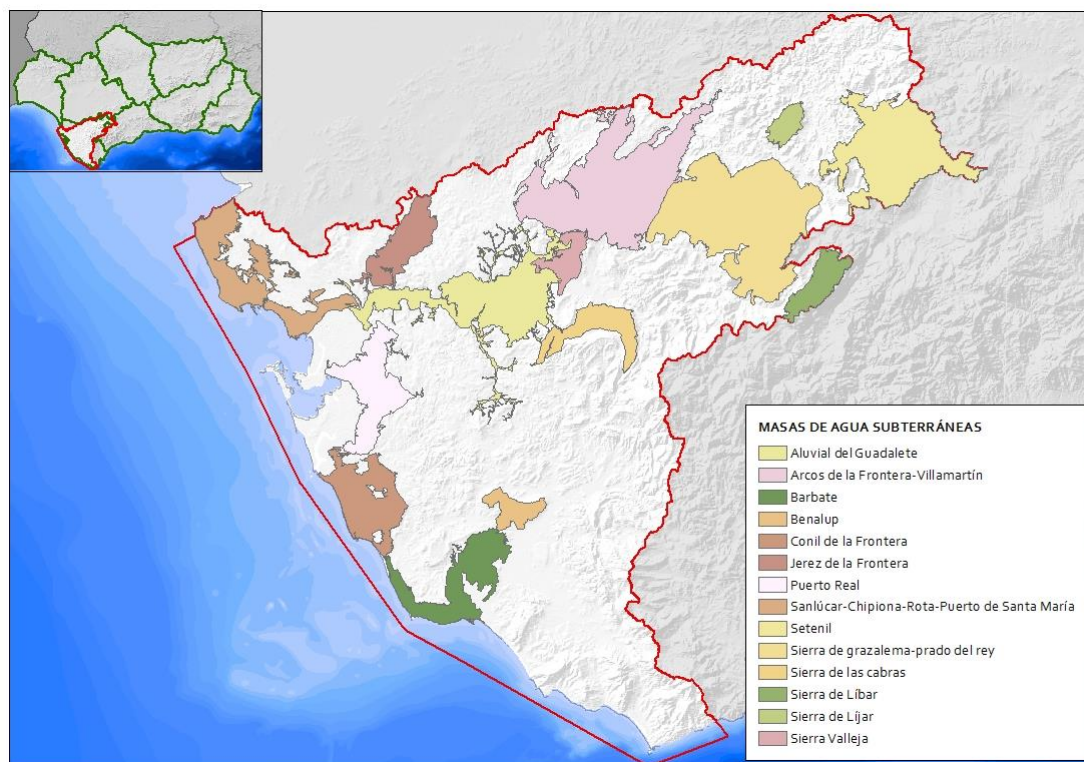 MASAS DE AGUA SUBTERRÁNEAS
Aluvial del Guadalete
Arcos de la Frontera-Villamartín
Barbate
Benalup
Conil de la Frontera
Jerez de la Frontera
Puerto Real
Sanlúcar-Chipiona-Rota-Puerto de Santa María
Setenil
Sierra de grazalema-prado del rey
Sierra de las cabras
Sierra de Líbar
Sierra de Líjar
Sierra Valleja